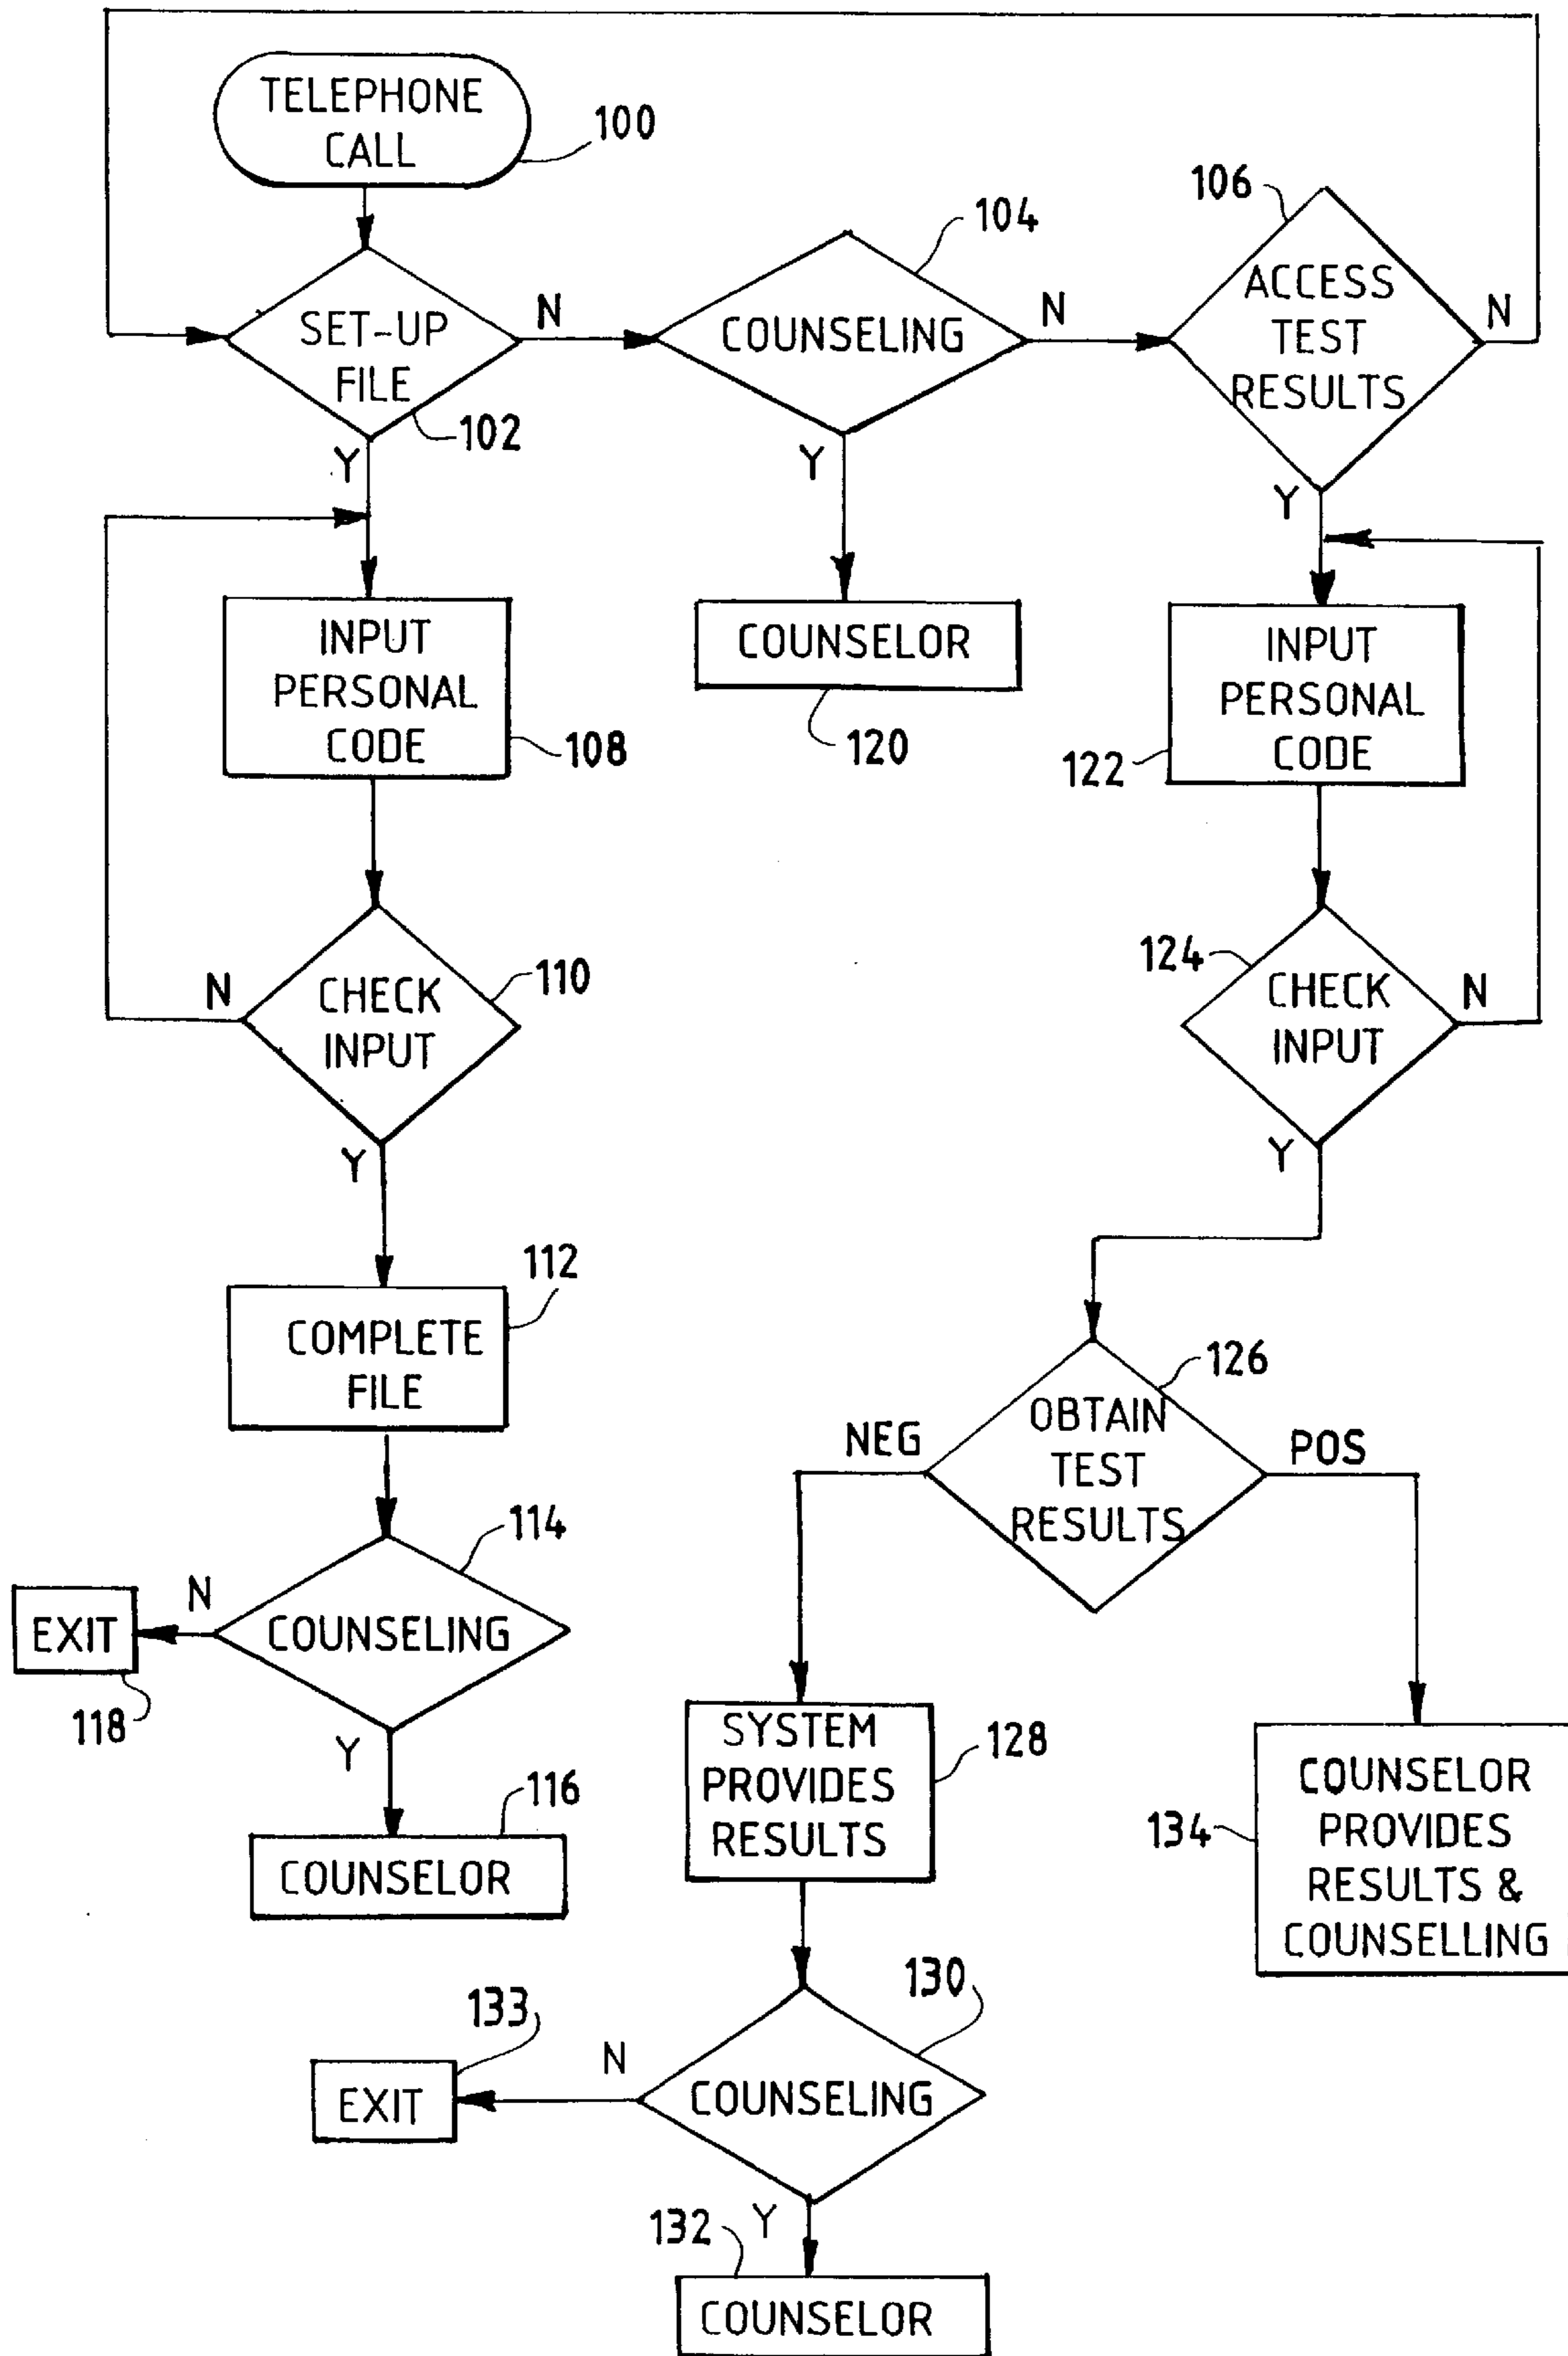 TELEPHONE
CALL
100
SET-UP
FILE
102
N
Y
COUNSELING
104
N
Y
ACCESS
TEST
RESULTS
106
N
Y
INPUT
PERSONAL
CODE
108
COUNSELOR
120
INPUT
PERSONAL
CODE
122
CHECK
INPUT
110
N
Y
CHECK
INPUT
124
N
Y
COMPLETE
FILE
112
OBTAIN
TEST
RESULTS
126
NEG
POS
COUNSELING
114
N
Y
EXIT
118
COUNSELOR
116
SYSTEM
PROVIDES
RESULTS
128
COUNSELOR
PROVIDES
RESULTS &
COUNSELLING
134
COUNSELING
130
N
Y
EXIT
133
COUNSELOR
132